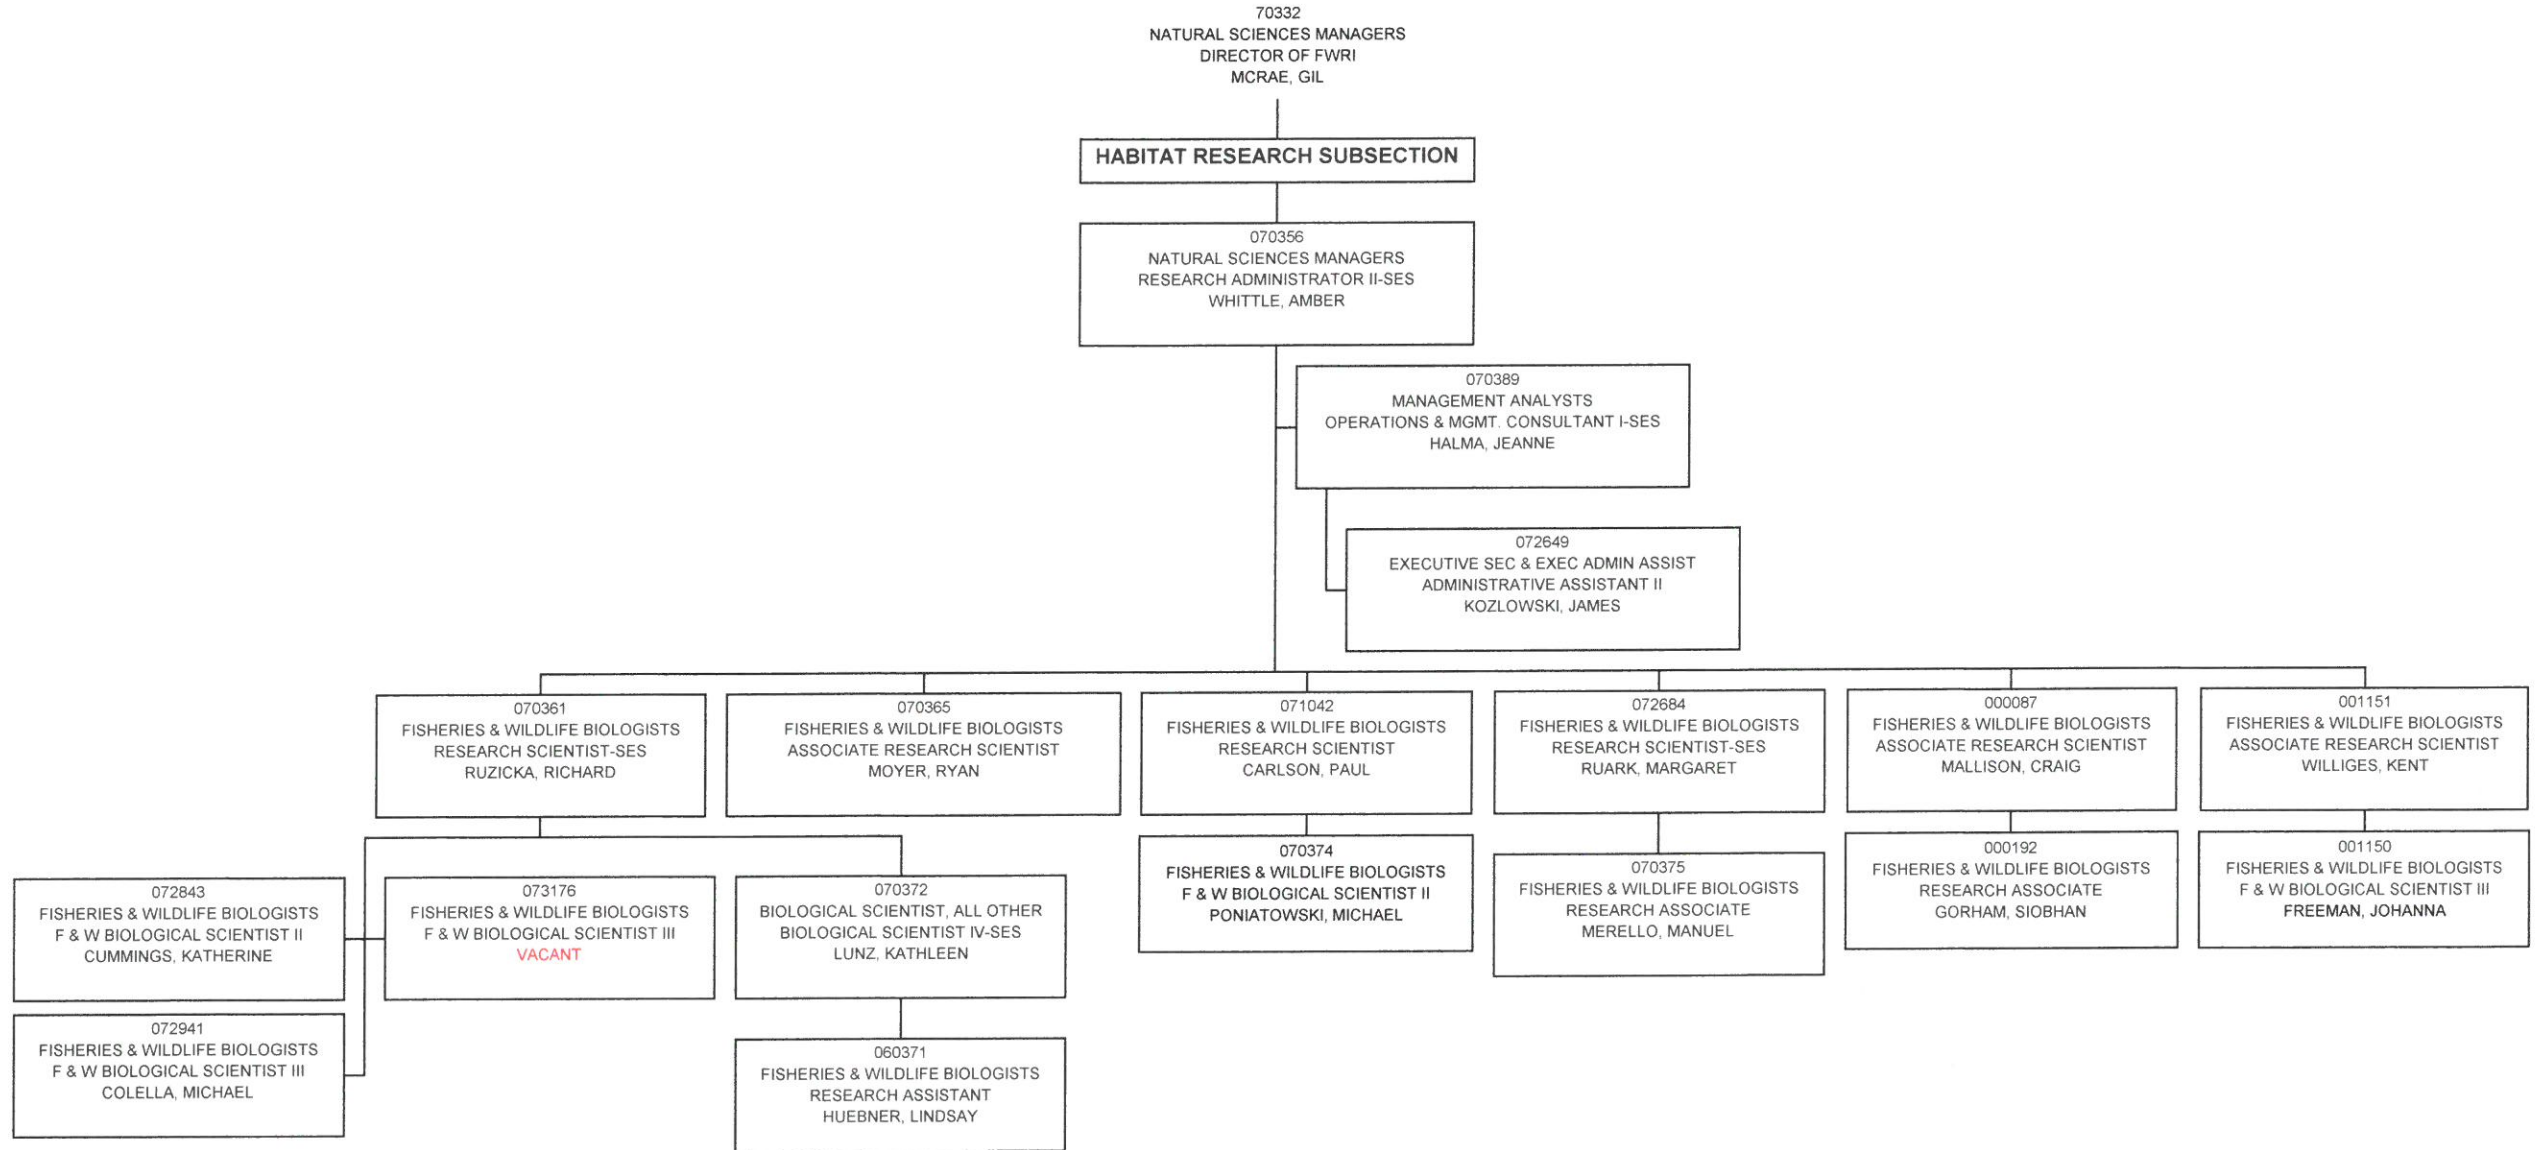 70332
NATURAL SCIENCES MANAGERS
DIRECTOR OF FWRI
MCRAE, GIL
HABITAT RESEARCH SUBSECTION
070356
NATURAL SCIENCES MANAGERS
RESEARCH ADMINISTRATOR II-SES
WHITTLE, AMBER
070389
MANAGEMENT ANALYSTS
OPERATIONS & MGMT. CONSULTANT I-SES
HALMA, JEANNE
072649
EXECUTIVE SEC & EXEC ADMIN ASSIST
ADMINISTRATIVE ASSISTANT II
KOZLOWSKI, JAMES
070361
FISHERIES & WILDLIFE BIOLOGISTS
RESEARCH SCIENTIST-SES
RUZICKA, RICHARD
070365
FISHERIES & WILDLIFE BIOLOGISTS
ASSOCIATE RESEARCH SCIENTIST
MOYER, RYAN
071042
FISHERIES & WILDLIFE BIOLOGISTS
RESEARCH SCIENTIST
CARLSON, PAUL
072684
FISHERIES & WILDLIFE BIOLOGISTS
RESEARCH SCIENTIST-SES
RUARK, MARGARET
000087
FISHERIES & WILDLIFE BIOLOGISTS
ASSOCIATE RESEARCH SCIENTIST
MALLISON, CRAIG
001151
FISHERIES & WILDLIFE BIOLOGISTS
ASSOCIATE RESEARCH SCIENTIST
WILLIGES, KENT
072843
FISHERIES & WILDLIFE BIOLOGISTS
F & W BIOLOGICAL SCIENTIST II
CUMMINGS, KATHERINE
073176
FISHERIES & WILDLIFE BIOLOGISTS
F & W BIOLOGICAL SCIENTIST III
VACANT
070372
BIOLOGICAL SCIENTIST, ALL OTHER
BIOLOGICAL SCIENTIST IV-SES
LUNZ, KATHLEEN
070374
FISHERIES & WILDLIFE BIOLOGISTS
F & W BIOLOGICAL SCIENTIST II
PONIATOWSKI, MICHAEL
070375
FISHERIES & WILDLIFE BIOLOGISTS
RESEARCH ASSOCIATE
MERELLO, MANUEL
000192
FISHERIES & WILDLIFE BIOLOGISTS
RESEARCH ASSOCIATE
GORHAM, SIOBHAN
001150
FISHERIES & WILDLIFE BIOLOGISTS
F & W BIOLOGICAL SCIENTIST III
FREEMAN, JOHANNA
072941
FISHERIES & WILDLIFE BIOLOGISTS
F & W BIOLOGICAL SCIENTIST III
COLELLA, MICHAEL
060371
FISHERIES & WILDLIFE BIOLOGISTS
RESEARCH ASSISTANT
HUEBNER, LINDSAY